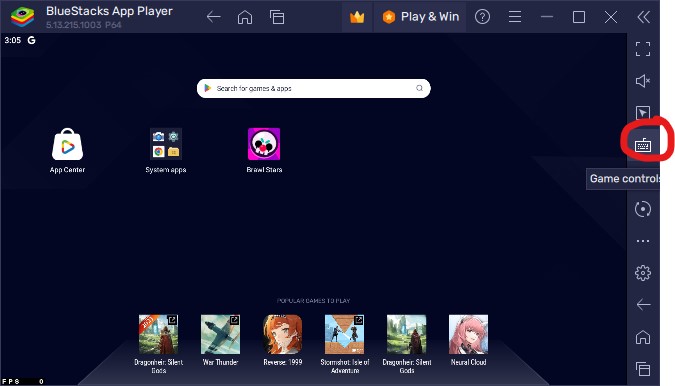 BlueStacks App Player
5.13.215.1003 P64
Play & Win
3:05 G
Search for games & apps
App Center
System apps
Brawl Stars
Game controls
POPULAR GAMES TO PLAY
Dragonheir: Silent
Gods
War Thunder
Reverse: 1999
Stormshot: Isle of
Adventure
Dragonheir: Silent
Gods
Neural Cloud
FPS 0